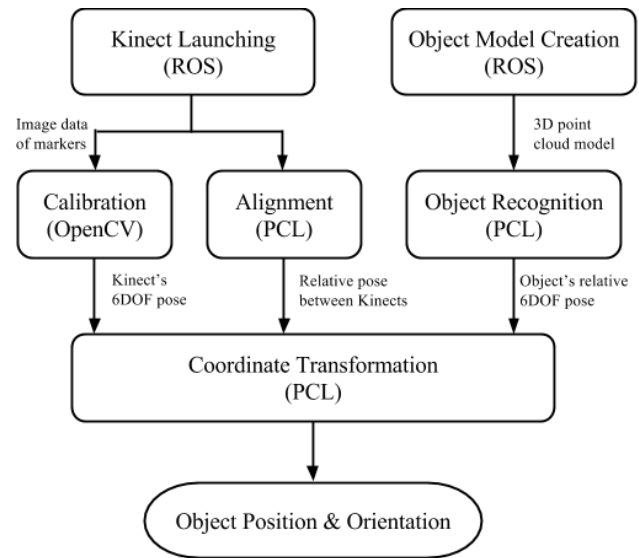 Kinect Launching
(ROS)
Object Model Creation
(ROS)
Image data
of markers
3D point
cloud model
Calibration
(OpenCV)
Alignment
(PCL)
Object Recognition
(PCL)
Kinect's
6DOF pose
Relative pose
between Kinects
Object's relative
6DOF pose
Coordinate Transformation
(PCL)
Object Position & Orientation